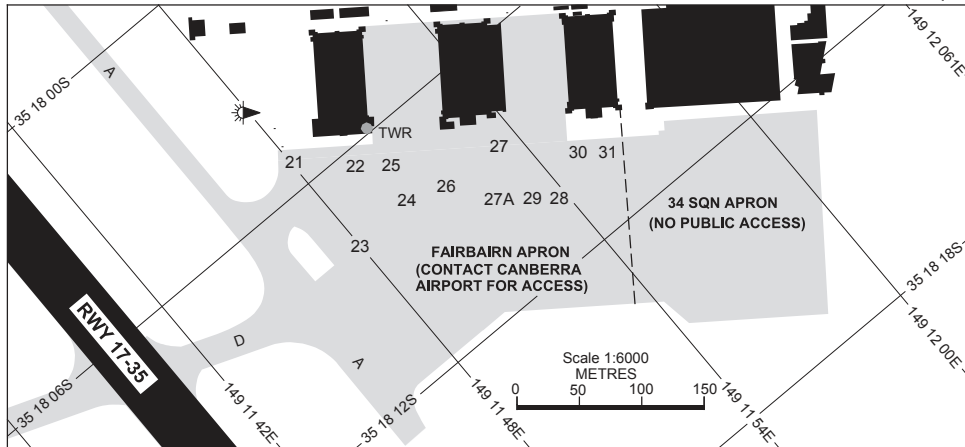 149 12 061E
35 18 00S
A
TWR
21
22
25
27
30
31
24
26
27A
29
28
34 SQN APRON
(NO PUBLIC ACCESS)
23
FAIRBAIRN APRON
(CONTACT CANBERRA
AIRPORT FOR ACCESS)
35 18 18S
RWY 17-35
D
A
149 12 00E
Scale 1:6000
METRES
0 50 100 150
35 18 06S
149 11 42E
35 18 12S
149 11 48E
149 11 54E